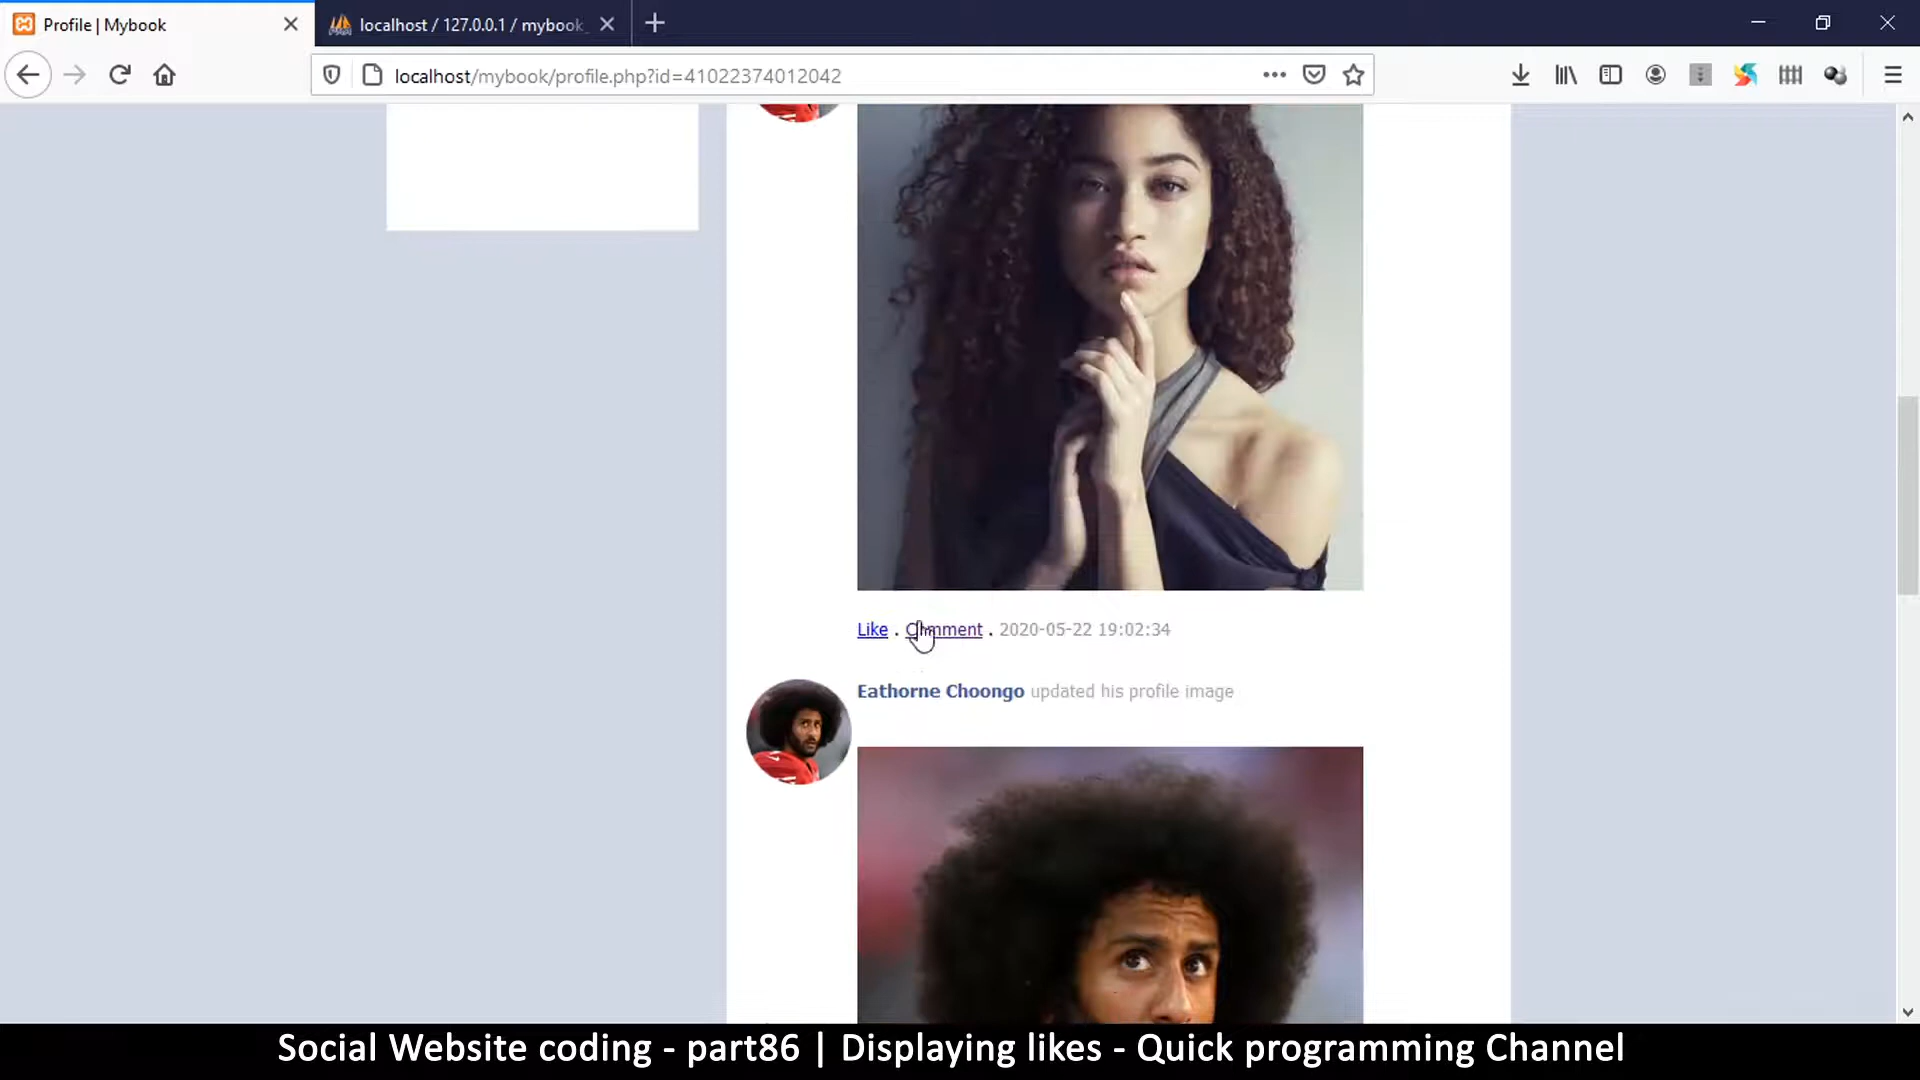 Profile | Mybook
localhost / 127.0.0.1 / mybook_
localhost/mybook/profile.php?id=41022374012042
Like . Comment . 2020-05-22 19:02:34
Eathorne Choongo updated his profile image
Social Website coding - part86 | Displaying likes - Quick programming Channel